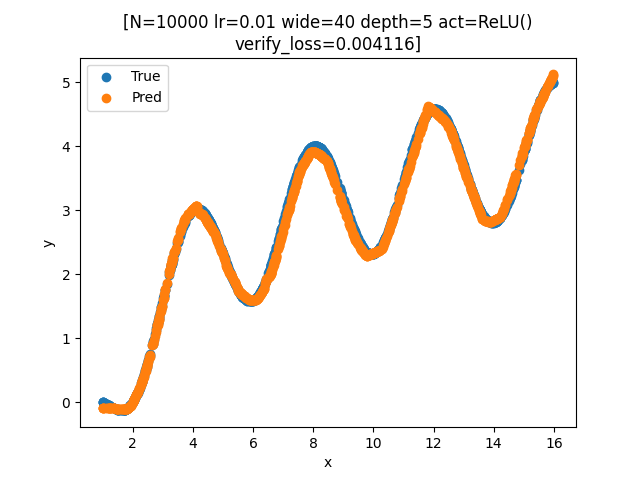 [N=10000 lr=0.01 wide=40 depth=5 act=ReLU()
verify_loss=0.004116]
True
Pred
5
4
3
2
1
0
y
2 4 6 8 10 12 14 16
x